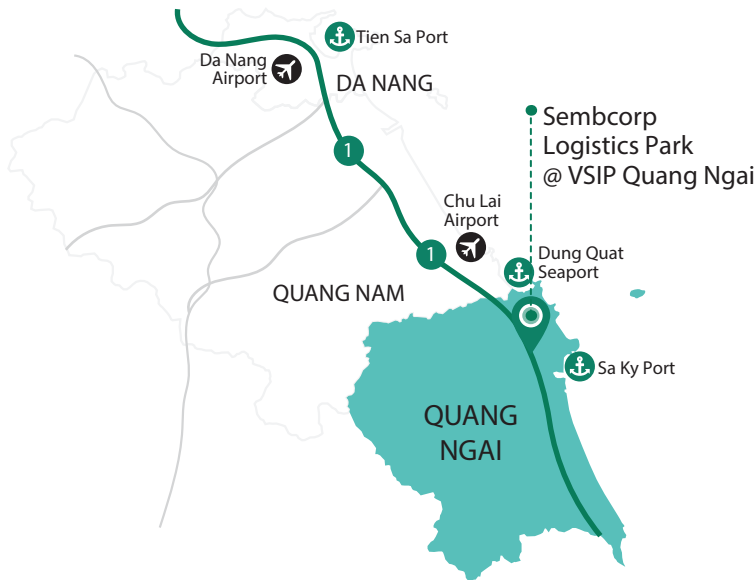 Tien Sa Port
Da Nang
Airport
DA NANG
1
Sembcorp
Logistics Park
@ VSIP Quang Ngai
Chu Lai
Airport
1
Dung Quat
Seaport
QUANG NAM
Sa Ky Port
QUANG
NGAI